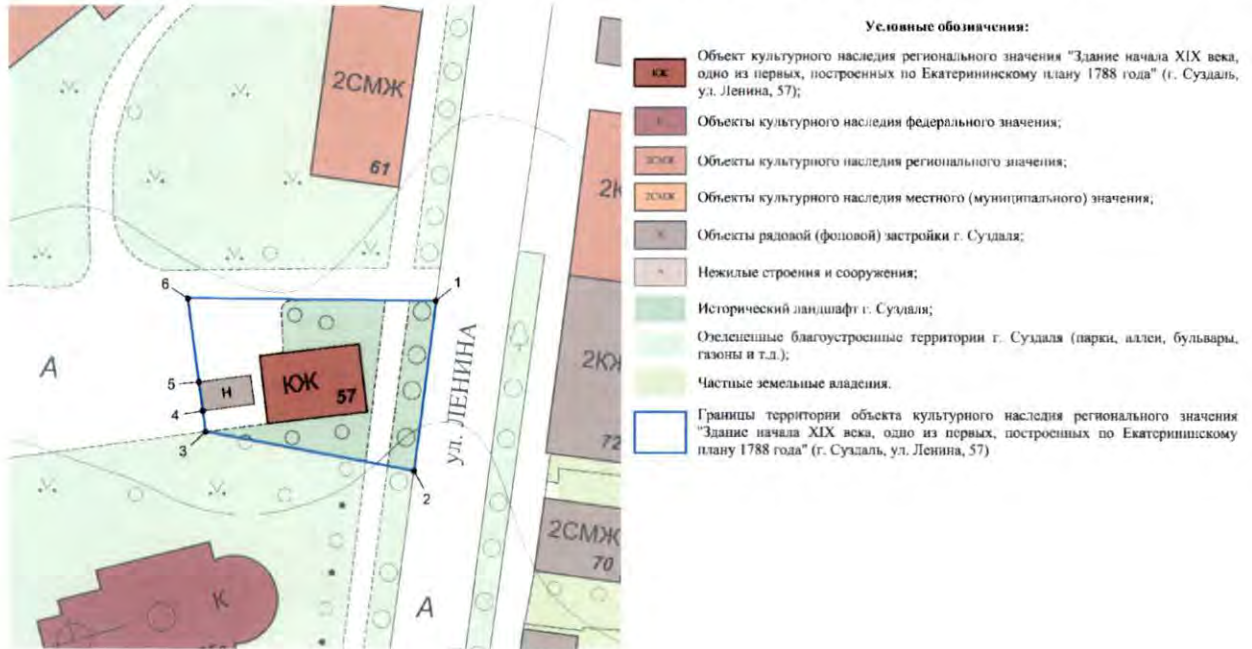 2СМЖ
61
2К
6
1
А
5
Н
КЖ
57
4
3
2
ул. ЛЕНИНА
2КЖ
72
2СМЖ
70
К
А
Условные обозначения:
КЖ
Объект культурного наследия регионального значения "Здание начала XIX века,
одно из первых, построенных по Екатерининскому плану 1788 года" (г. Суздаль,
ул. Ленина, 57);
Объекты культурного наследия федерального значения;
2СМЖ
Объекты культурного наследия регионального значения;
2СМЖ
Объекты культурного наследия местного (муниципального) значения;
К
Объекты рядовой (фоновой) застройки г. Суздаля;
Нежилые строения и сооружения;
Исторический ландшафт г. Суздаля;
Озелененные благоустроенные территории г. Суздаля (парки, аллеи, бульвары,
газоны и т.д.);
Частные земельные владения.
Границы территории объекта культурного наследия регионального значения
"Здание начала XIX века, одно из первых, построенных по Екатерининскому
плану 1788 года" (г. Суздаль, ул. Ленина, 57)